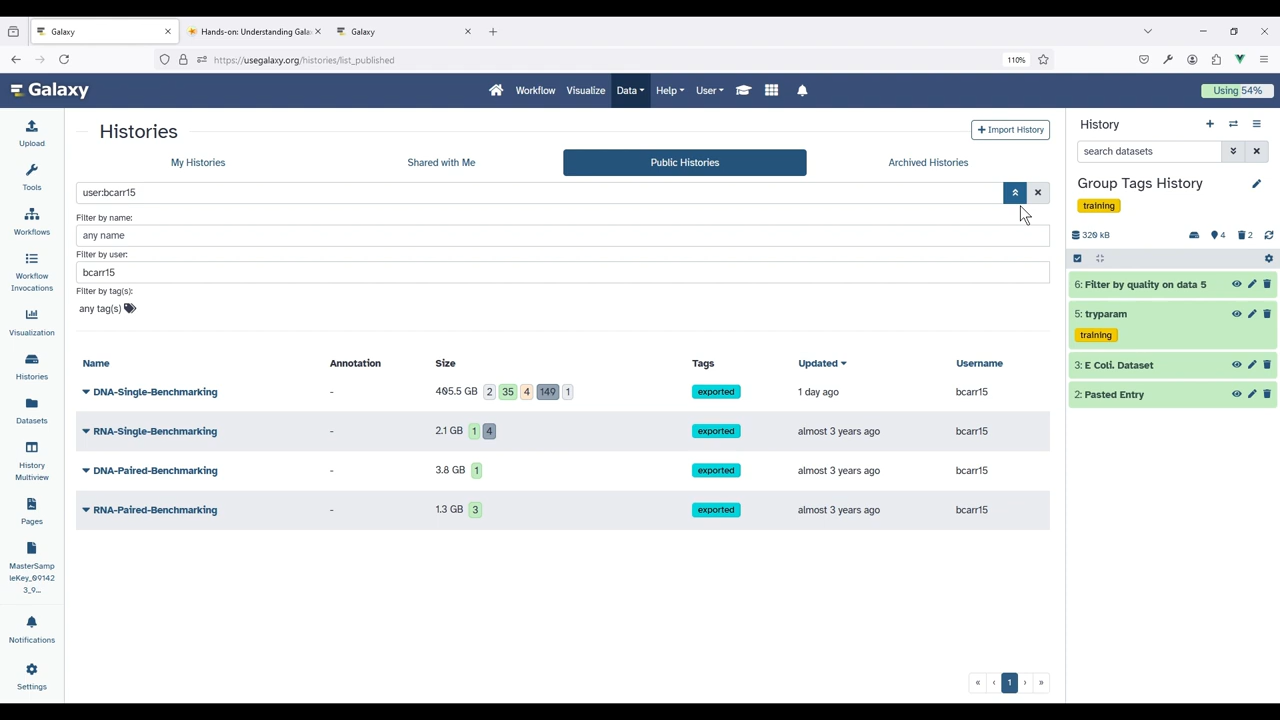 Galaxy
Hands-on: Understanding Gala
Galaxy
https://usegalaxy.org/histories/list_published
110%
Galaxy
Workflow
Visualize
Data
Help
User
Using 54%
Upload
Tools
Workflows
Workflow
Invocations
Visualization
Histories
Datasets
History
Multiview
Pages
MasterSamp
leKey_09142
3_9...
Notifications
Settings
Histories
+ Import History
My Histories
Shared with Me
Public Histories
Archived Histories
user:bcarr15
Filter by name:
any name
Filter by user:
bcarr15
Filter by tag(s):
any tag(s)
Name Annotation Size Tags Updated Username
DNA-Single-Benchmarking - 495.5 GB 2 35 4 149 1 exported 1 day ago bcarr15
RNA-Single-Benchmarking - 2.1 GB 1 4 exported almost 3 years ago bcarr15
DNA-Paired-Benchmarking - 3.8 GB 1 exported almost 3 years ago bcarr15
RNA-Paired-Benchmarking - 1.3 GB 3 exported almost 3 years ago bcarr15
« ‹ 1 › »
History
search datasets
Group Tags History
training
320 kB
4
2
6: Filter by quality on data 5
5: tryparam
training
3: E Coli. Dataset
2: Pasted Entry